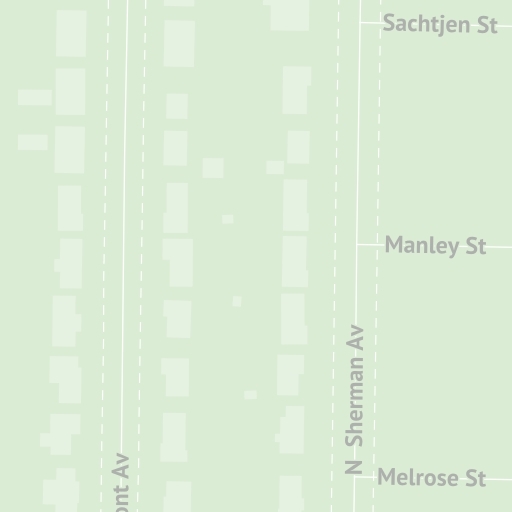 Sachtjen St
Manley St
N Sherman Av
ont Av
Melrose St